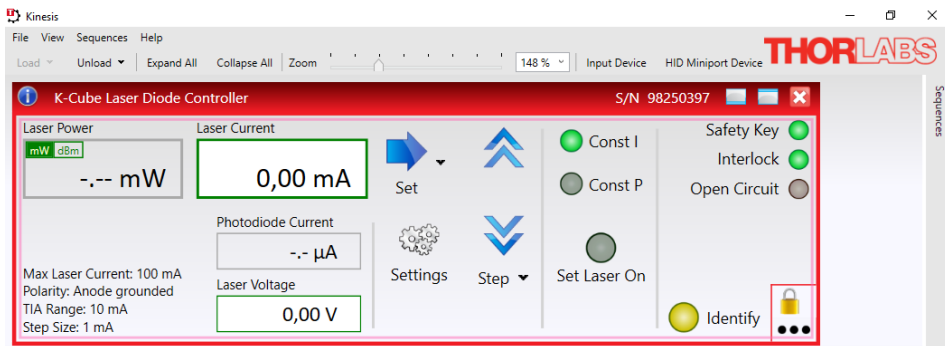 Kinesis
File View Sequences Help
Load Unload Expand All Collapse All Zoom 148 % Input Device HID Miniport Device
THORLABS
Sequences
K-Cube Laser Diode Controller S/N 98250397
Laser Power
mW dBm
-.-- mW
Laser Current
0,00 mA
Set
Const I
Const P
Safety Key
Interlock
Open Circuit
Photodiode Current
-.- µA
Settings
Step
Set Laser On
Laser Voltage
0,00 V
Max Laser Current: 100 mA
Polarity: Anode grounded
TIA Range: 10 mA
Step Size: 1 mA
Identify